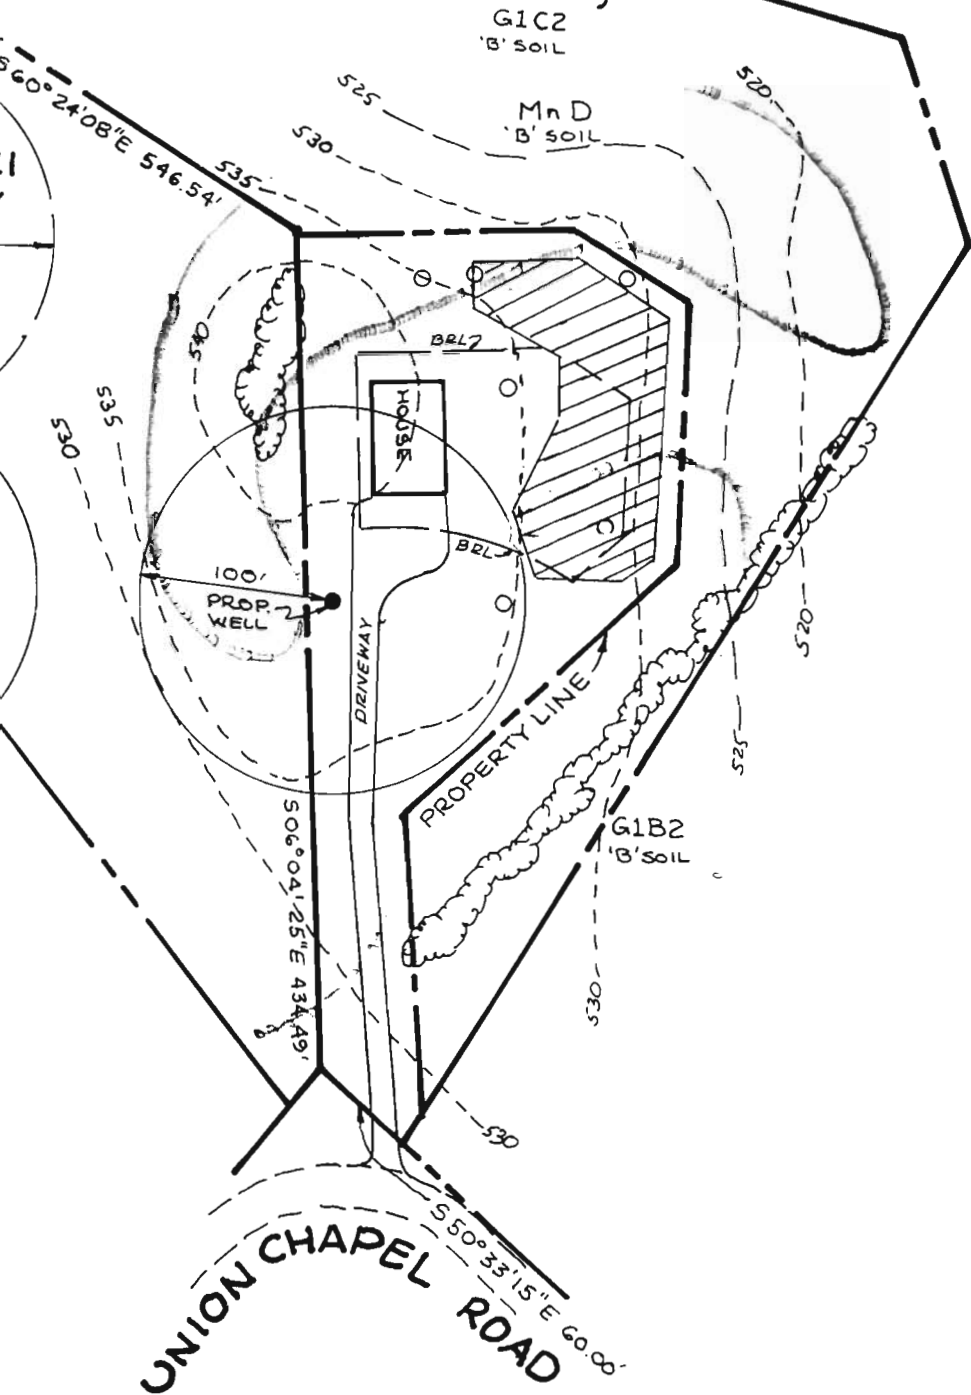 G1C2
'B' SOIL
520
525
MnD
'B' SOIL
530
S60°24'08"E 546.54'
535
540
BRL
HOUSE
535
530
BRL
100'
PROP.
WELL
DRIVEWAY
520
PROPERTY LINE
525
G1B2
'B' SOIL
S06°04'25"E 434.49'
530
530
S50°33'15"E 60.00'
UNION CHAPEL ROAD